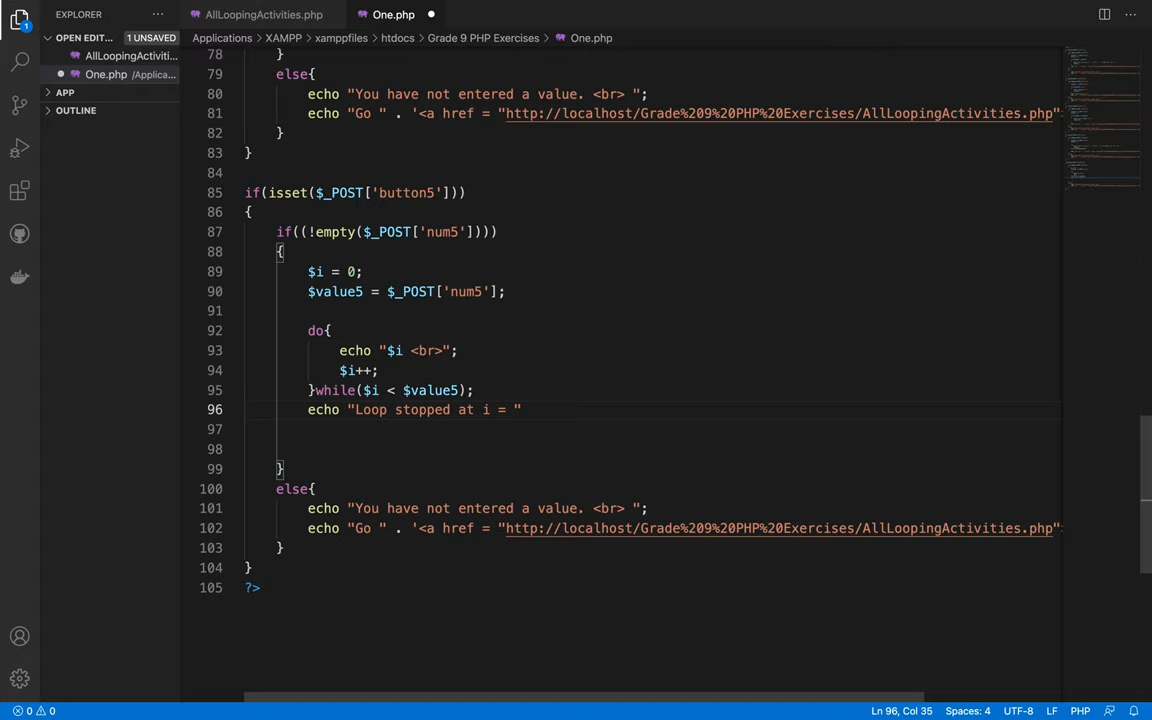 EXPLORER ··· AllLoopingActivities.php One.php ● ···
OPEN EDIT... 1 UNSAVED Applications > XAMPP > xamppfiles > htdocs > Grade 9 PHP Exercises > One.php
AllLoopingActiviti...
One.php /Applica...
APP
OUTLINE
1
78 }
79 else{
80 echo "You have not entered a value. <br> ";
81 echo "Go " . '<a href = "http://localhost/Grade%209%20PHP%20Exercises/AllLoopingActivities.php">
82 }
83 }
84
85 if(isset($_POST['button5']))
86 {
87 if((!empty($_POST['num5'])))
88 {
89 $i = 0;
90 $value5 = $_POST['num5'];
91
92 do{
93 echo "$i <br>";
94 $i++;
95 }while($i < $value5);
96 echo "Loop stopped at i = "
97
98
99 }
100 else{
101 echo "You have not entered a value. <br> ";
102 echo "Go " . '<a href = "http://localhost/Grade%209%20PHP%20Exercises/AllLoopingActivities.php">
103 }
104 }
105 ?>
0 0 Ln 96, Col 35 Spaces: 4 UTF-8 LF PHP